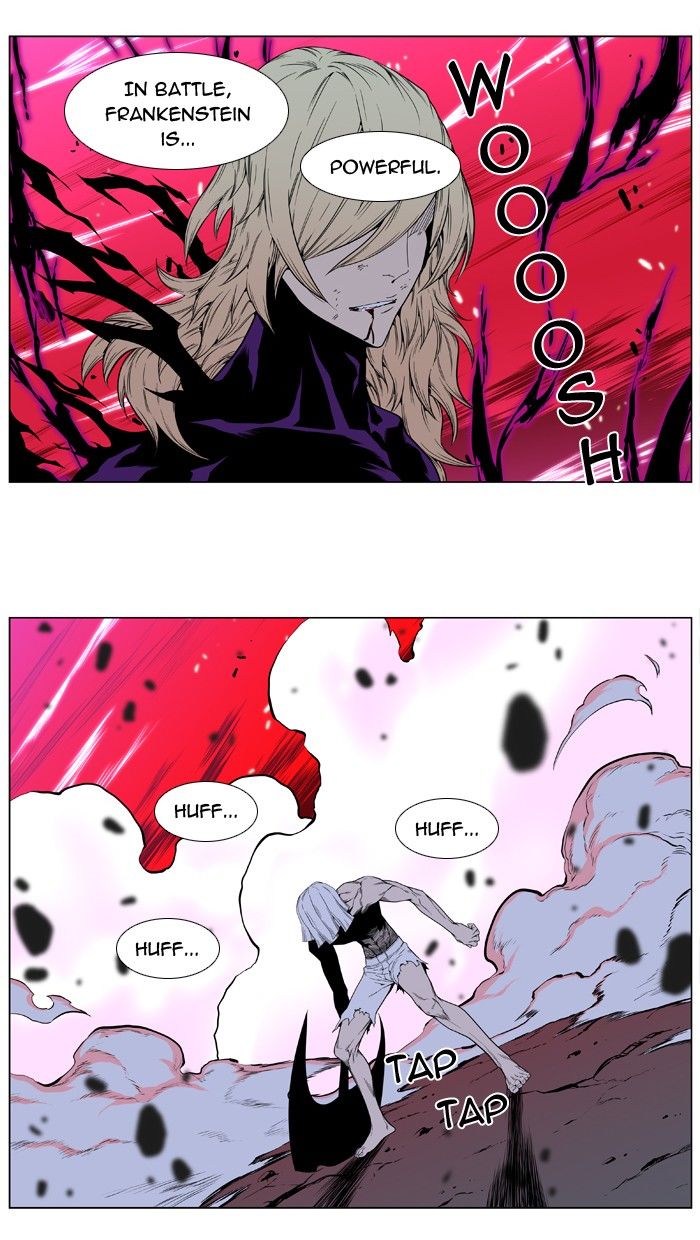 IN BATTLE,
FRANKENSTEIN
IS...
POWERFUL.
WOOOOSH
HUFF...
HUFF...
HUFF...
TAP
TAP